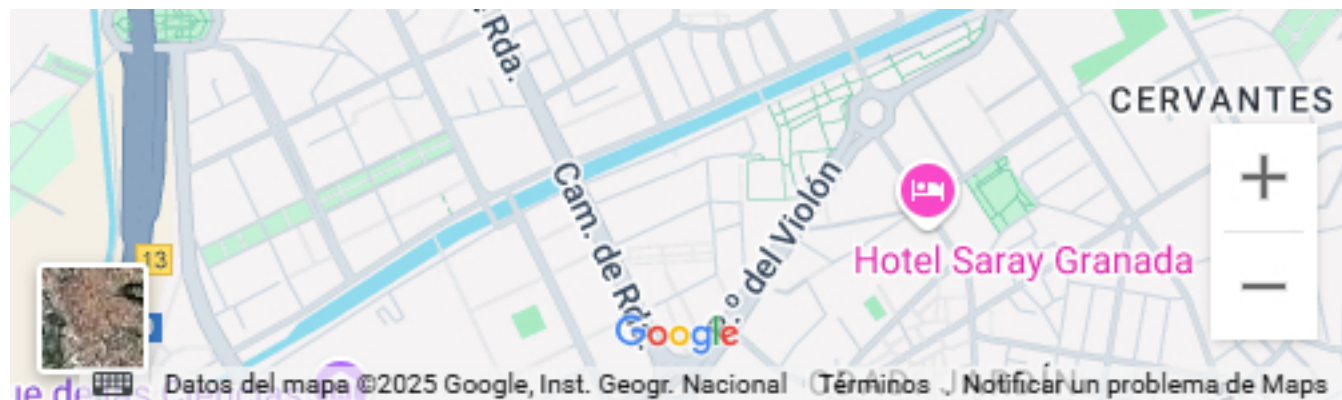 Rda.
CERVANTES
Cam. de Rda.
P.º del Violón
Hotel Saray Granada
13
Google
Datos del mapa ©2025 Google, Inst. Geogr. Nacional
Términos
Notificar un problema de Maps